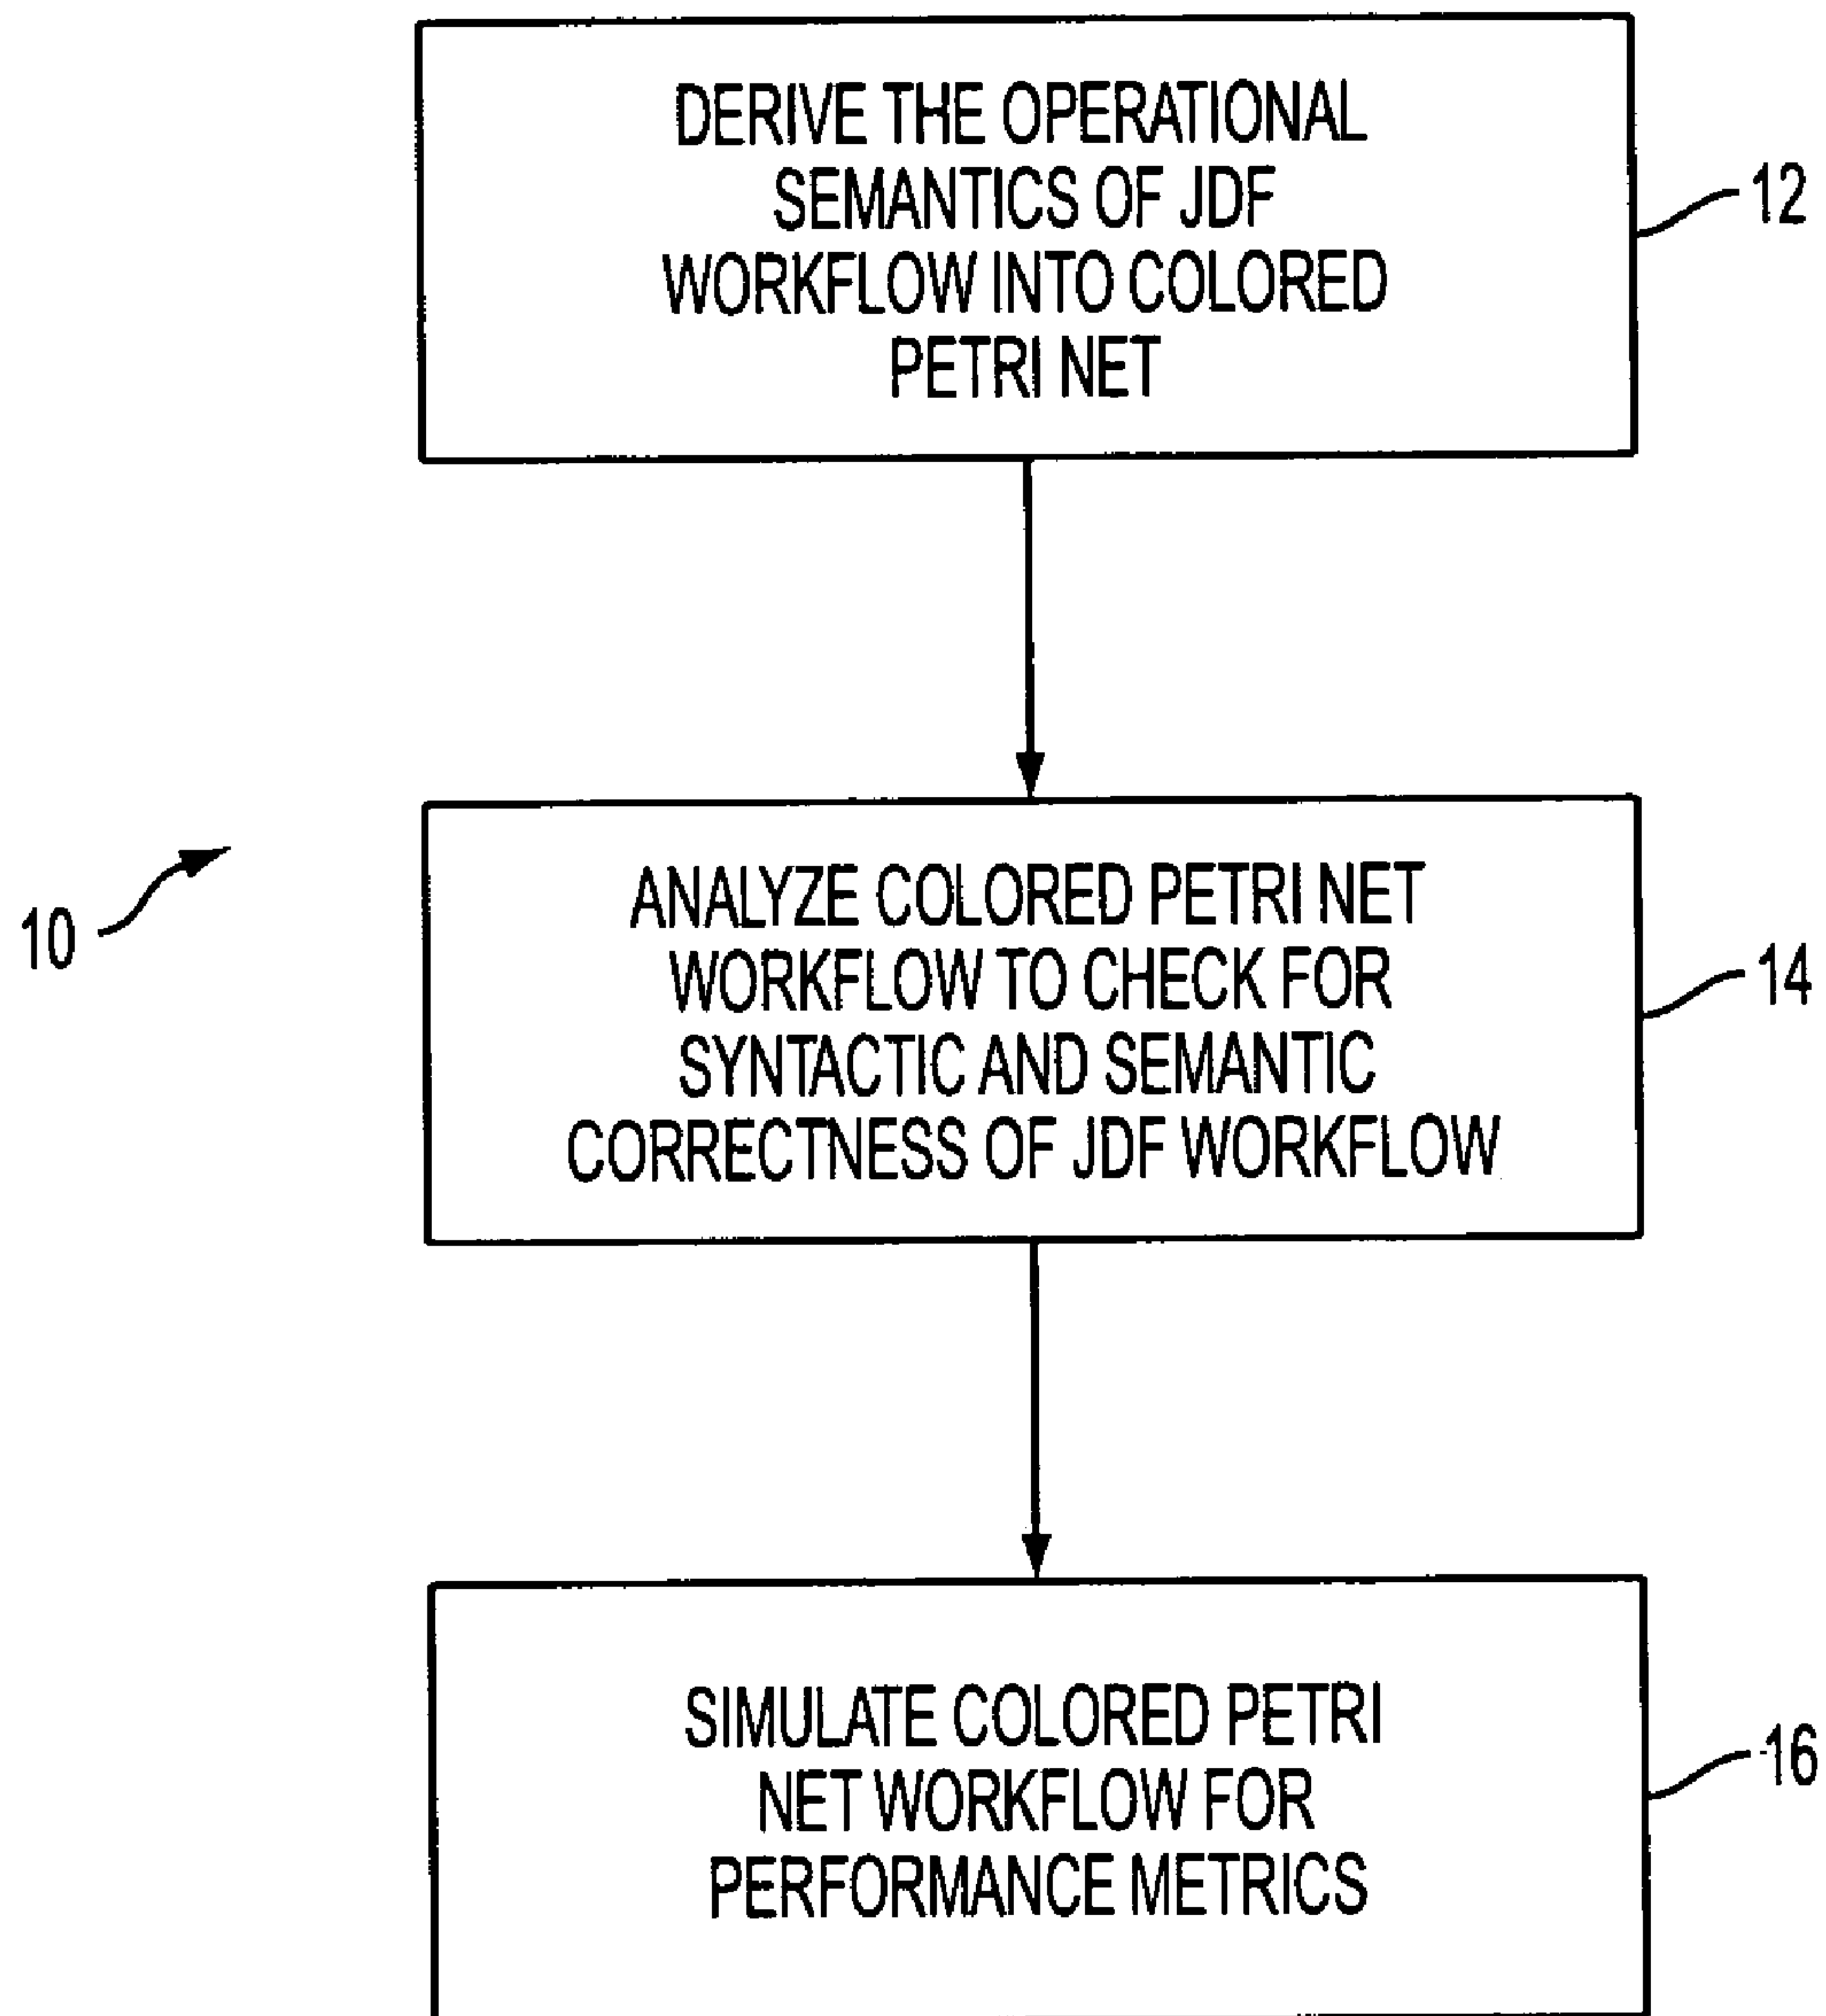 DERIVE THE OPERATIONAL
SEMANTICS OF JDF
WORKFLOW INTO COLORED
PETRI NET
12
ANALYZE COLORED PETRI NET
WORKFLOW TO CHECK FOR
SYNTACTIC AND SEMANTIC
CORRECTNESS OF JDF WORKFLOW
10
14
SIMULATE COLORED PETRI
NET WORKFLOW FOR
PERFORMANCE METRICS
16